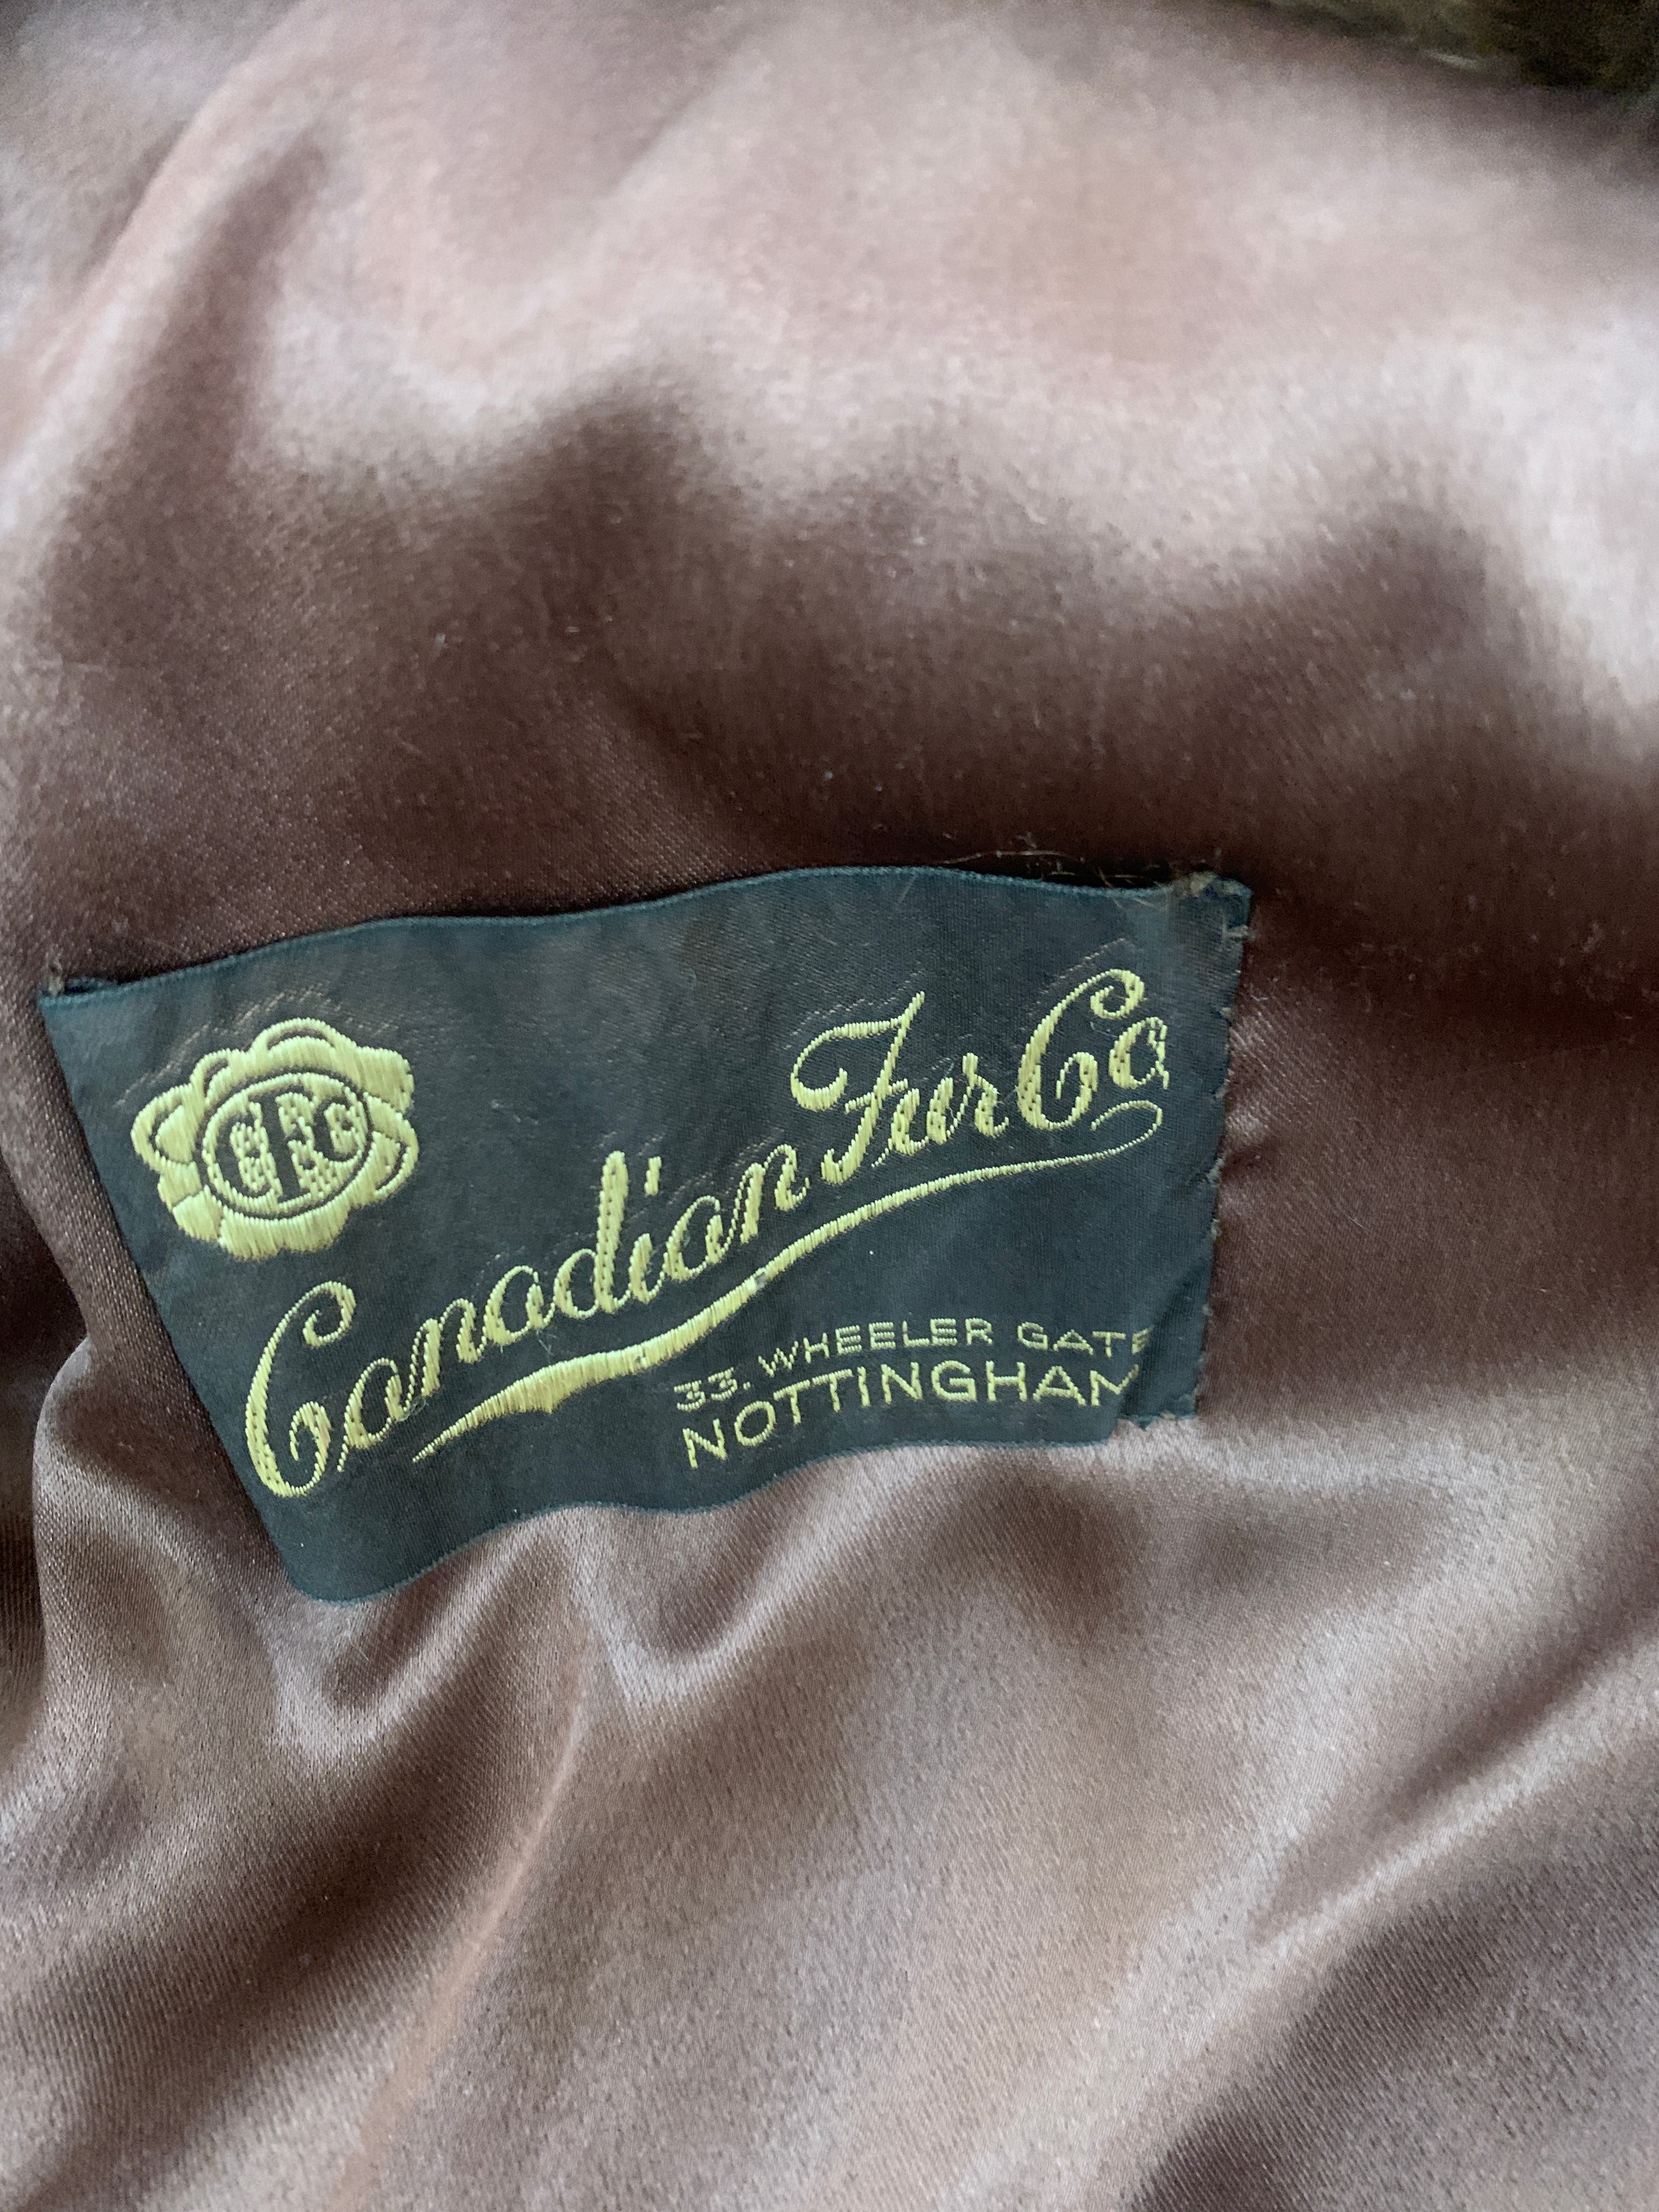 CFC
Canadian Fur Co
33. WHEELER GATE
NOTTINGHAM